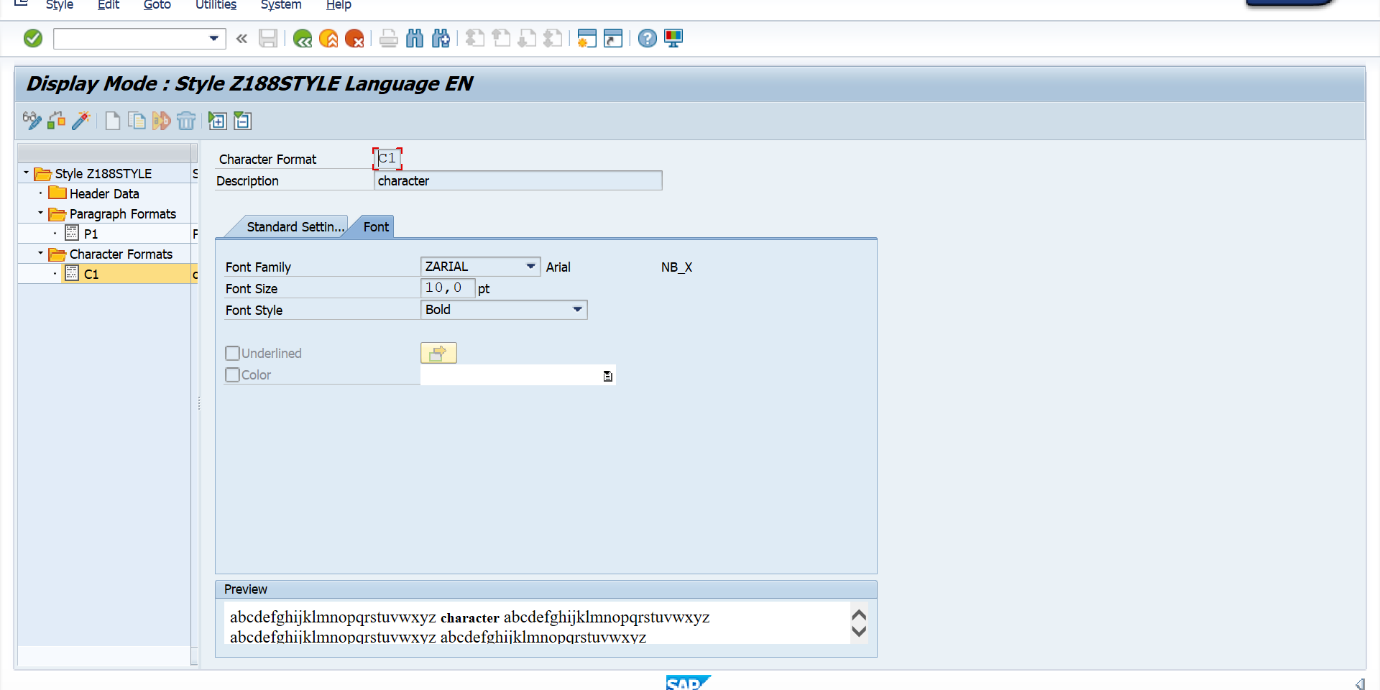 Style Edit Goto Utilities System Help
Display Mode : Style Z188STYLE Language EN
Style Z188STYLE
Header Data
Paragraph Formats
P1
Character Formats
C1
Character Format C1
Description character
Standard Settin... Font
Font Family ZARIAL Arial NB_X
Font Size 10,0 pt
Font Style Bold
Underlined
Color
Preview
abcdefghijklmnopqrstuvwxyz character abcdefghijklmnopqrstuvwxyz
abcdefghijklmnopqrstuvwxyz abcdefghijklmnopqrstuvwxyz
SAP